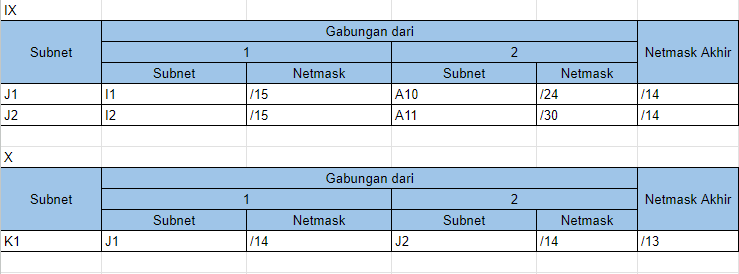 IX
Subnet Gabungan dari Netmask Akhir
1 2
Subnet Netmask Subnet Netmask
J1 I1 /15 A10 /24 /14
J2 I2 /15 A11 /30 /14
X
Subnet Gabungan dari Netmask Akhir
1 2
Subnet Netmask Subnet Netmask
K1 J1 /14 J2 /14 /13